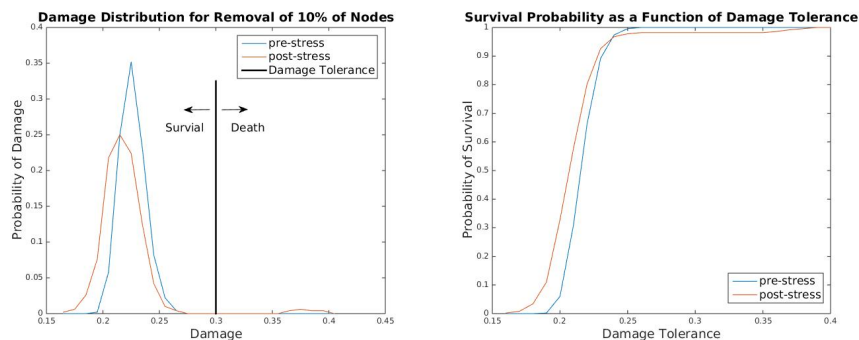 Damage Distribution for Removal of 10% of Nodes
0.4
0.35
0.3
0.25
0.2
0.15
0.1
0.05
0
Probability of Damage
pre-stress
post-stress
Damage Tolerance
Survial
Death
0.15
0.2
0.25
0.3
0.35
0.4
0.45
Damage
Survival Probability as a Function of Damage Tolerance
1
0.9
0.8
0.7
0.6
0.5
0.4
0.3
0.2
0.1
0
Probability of Survival
pre-stress
post-stress
0.15
0.2
0.25
0.3
0.35
0.4
Damage Tolerance